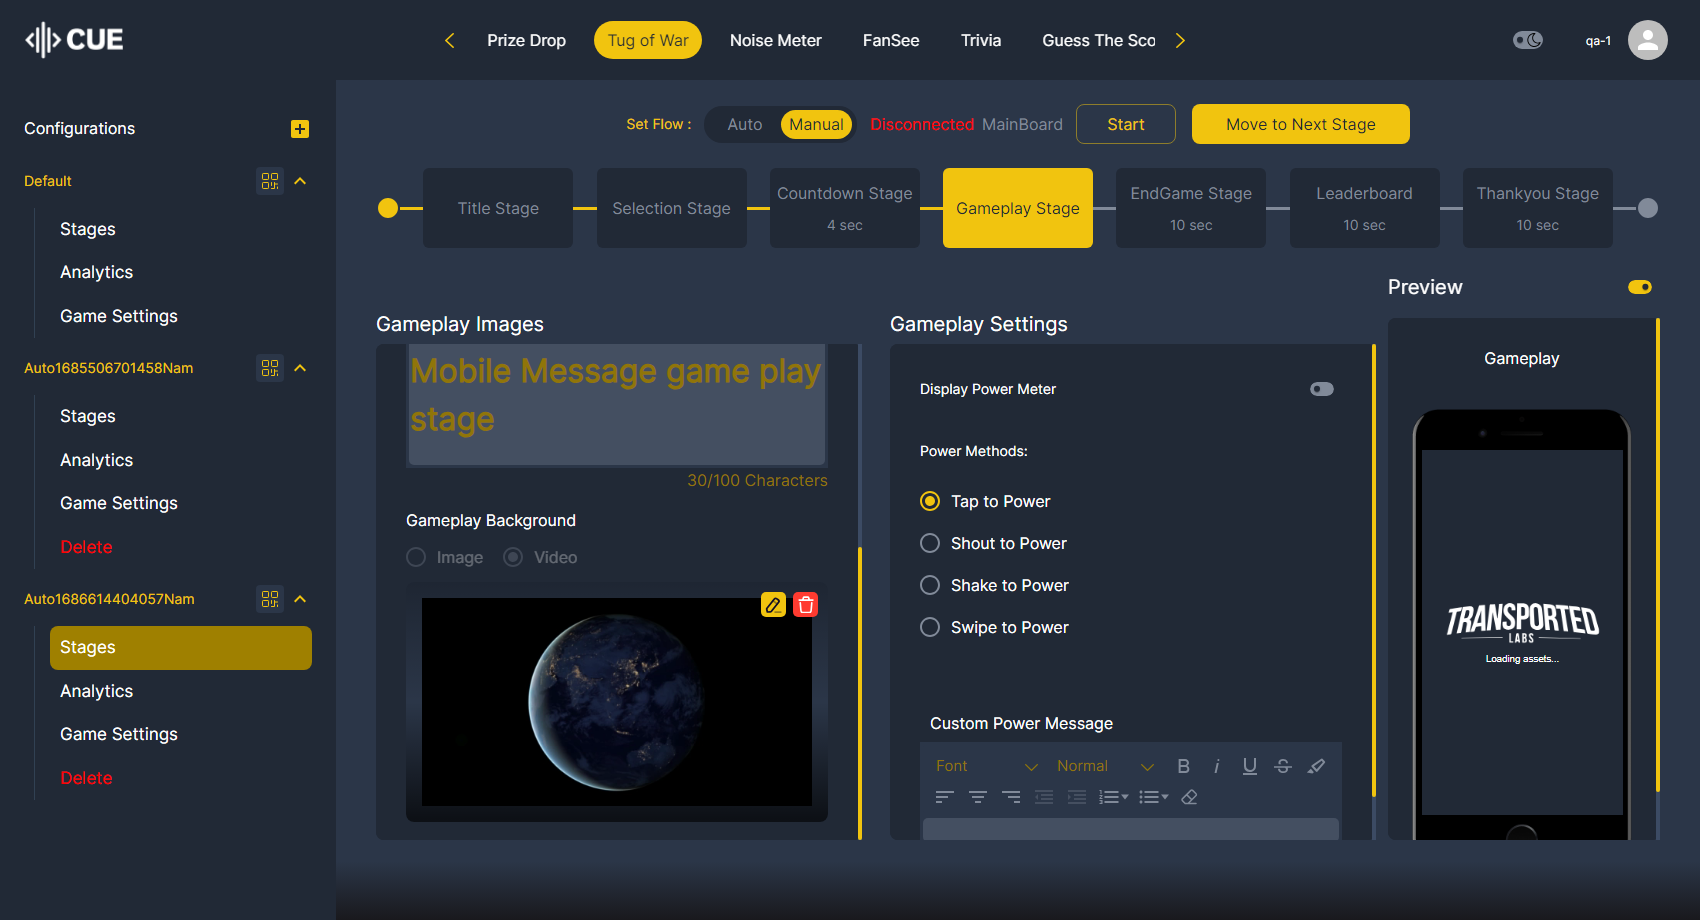 CUE
Prize Drop
Tug of War
Noise Meter
FanSee
Trivia
Guess The Sco
qa-1
Configurations
Default
Stages
Analytics
Game Settings
Auto1685506701458Nam
Stages
Analytics
Game Settings
Delete
Auto1686614404057Nam
Stages
Analytics
Game Settings
Delete
Set Flow :
Auto
Manual
Disconnected MainBoard
Start
Move to Next Stage
Title Stage
Selection Stage
Countdown Stage
4 sec
Gameplay Stage
EndGame Stage
10 sec
Leaderboard
10 sec
Thankyou Stage
10 sec
Gameplay Images
Mobile Message game play
stage
30/100 Characters
Gameplay Background
Image
Video
Gameplay Settings
Display Power Meter
Power Methods:
Tap to Power
Shout to Power
Shake to Power
Swipe to Power
Custom Power Message
Font
Normal
Preview
Gameplay
TRANSPORTED
LABS
Loading assets...